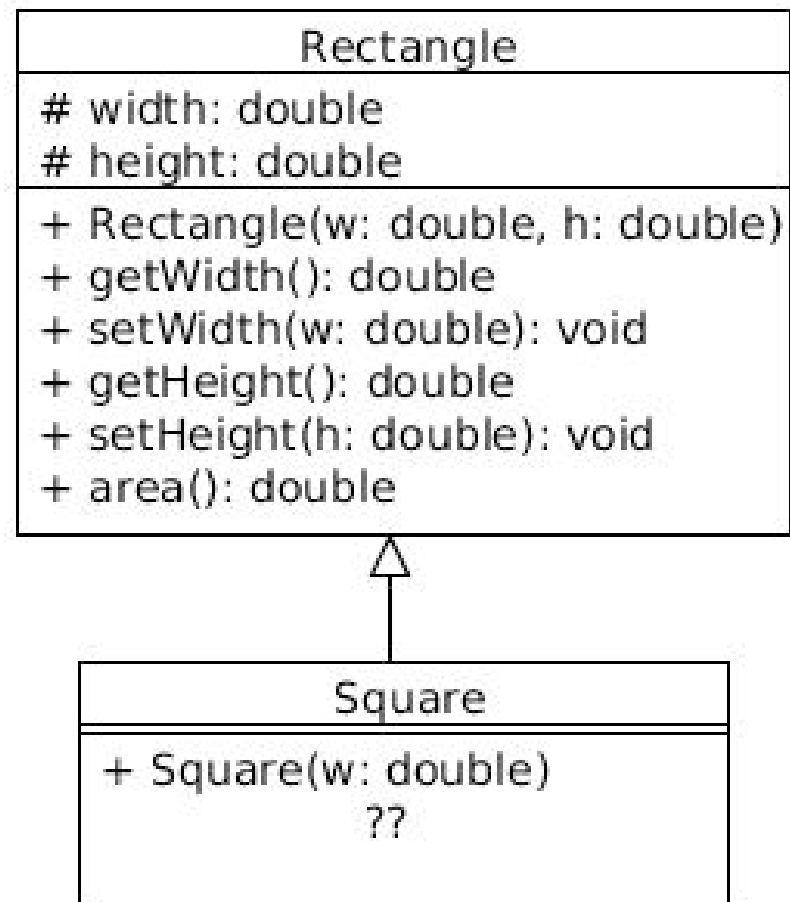 Rectangle
# width: double
# height: double
+ Rectangle(w: double, h: double)
+ getWidth(): double
+ setWidth(w: double): void
+ getHeight(): double
+ setHeight(h: double): void
+ area(): double
Square
+ Square(w: double)
??